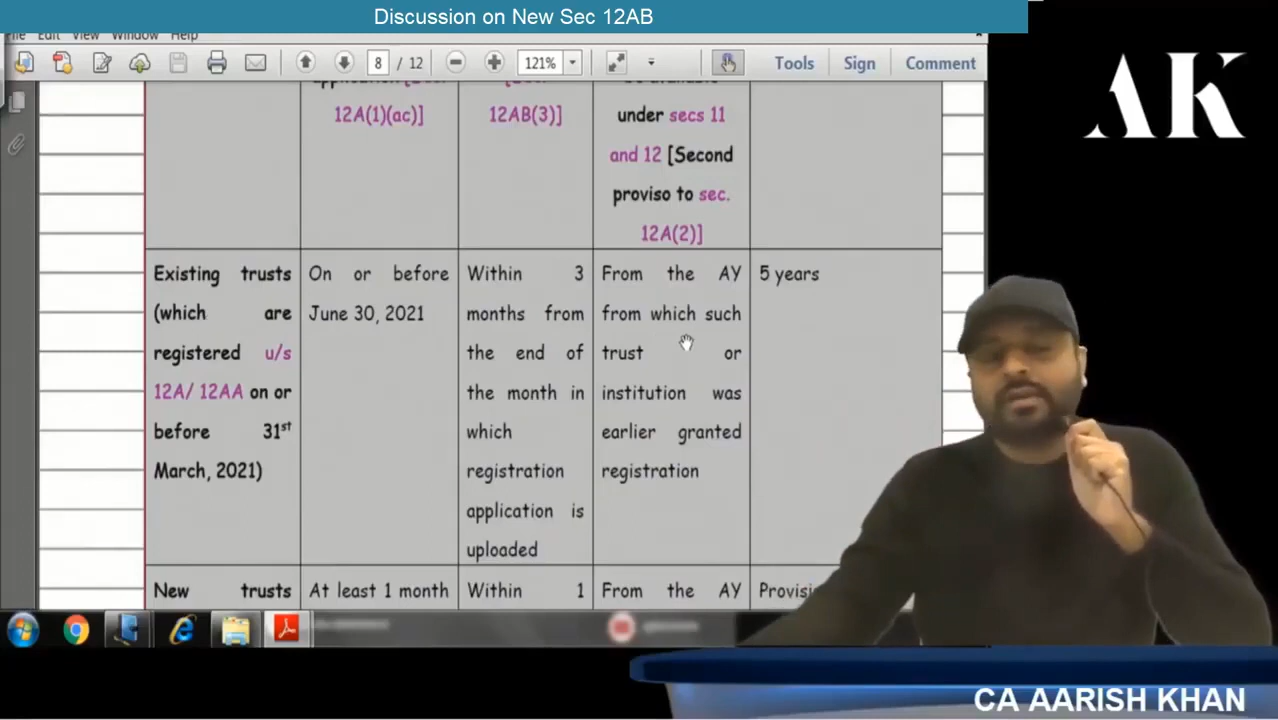 Discussion on New Sec 12AB
File Edit View Window Help
8 / 12
121%
Tools Sign Comment
AK
12A(1)(ac)]
12AB(3)]
under secs 11
and 12 [Second
proviso to sec.
12A(2)]
Existing trusts
(which are
registered u/s
12A/ 12AA on or
before 31st
March, 2021)
On or before
June 30, 2021
Within 3
months from
the end of
the month in
which
registration
application is
uploaded
From the AY
from which such
trust or
institution was
earlier granted
registration
5 years
New trusts
At least 1 month
Within 1
From the AY
CA AARISH KHAN